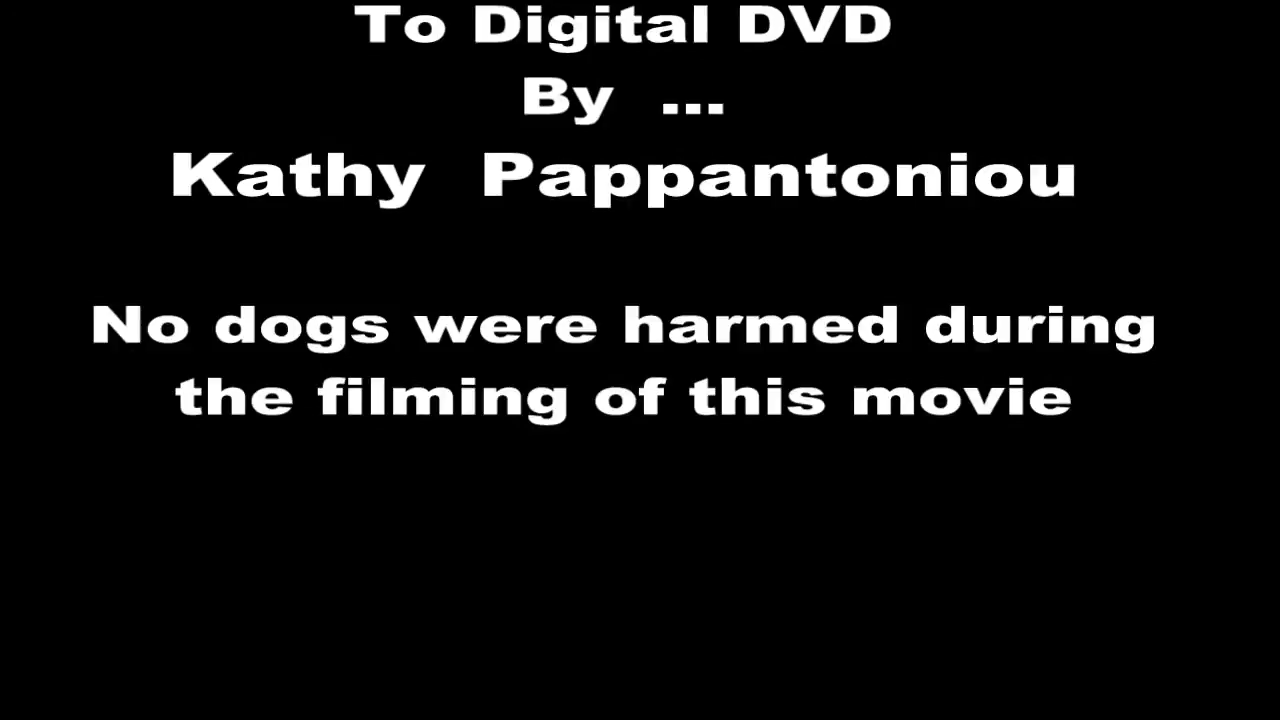 To Digital DVD
By ...
Kathy Pappantoniou
No dogs were harmed during
the filming of this movie